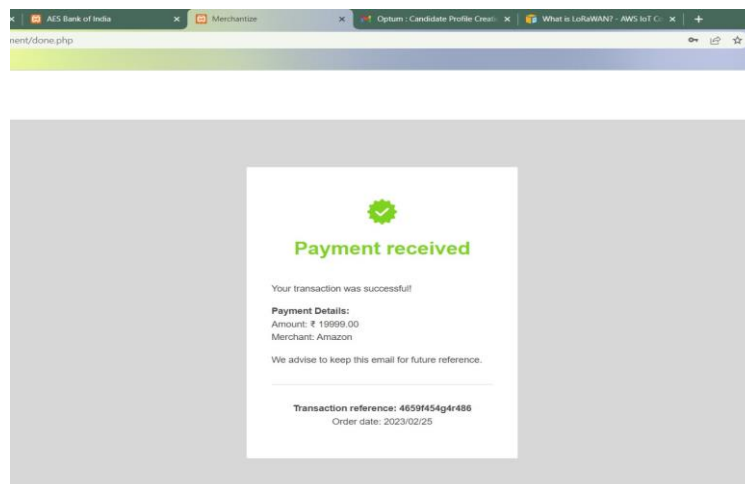 AES Bank of India
Merchantize
Optum : Candidate Profile Creati
What is LoRaWAN? - AWS IoT Co
ment/done.php
Payment received
Your transaction was successful!
Payment Details:
Amount: ₹ 19999.00
Merchant: Amazon
We advise to keep this email for future reference.
Transaction reference: 4659f454g4r486
Order date: 2023/02/25